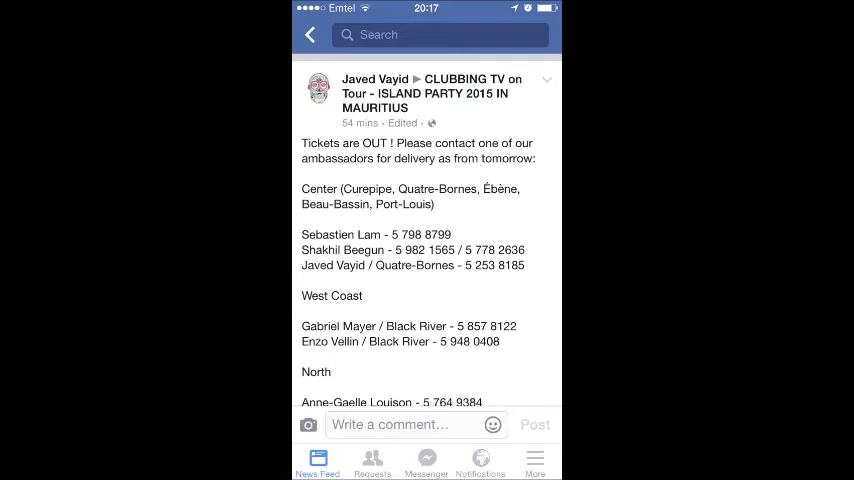 Emtel 20:17
Search
Javed Vayid ▶ CLUBBING TV on
Tour - ISLAND PARTY 2015 IN
MAURITIUS
54 mins · Edited ·
Tickets are OUT ! Please contact one of our
ambassadors for delivery as from tomorrow:
Center (Curepipe, Quatre-Bornes, Ébène,
Beau-Bassin, Port-Louis)
Sebastien Lam - 5 798 8799
Shakhil Beegun - 5 982 1565 / 5 778 2636
Javed Vayid / Quatre-Bornes - 5 253 8185
West Coast
Gabriel Mayer / Black River - 5 857 8122
Enzo Vellin / Black River - 5 948 0408
North
Anne-Gaelle Louison - 5 764 9384
Write a comment... Post
News Feed Requests Messenger Notifications More